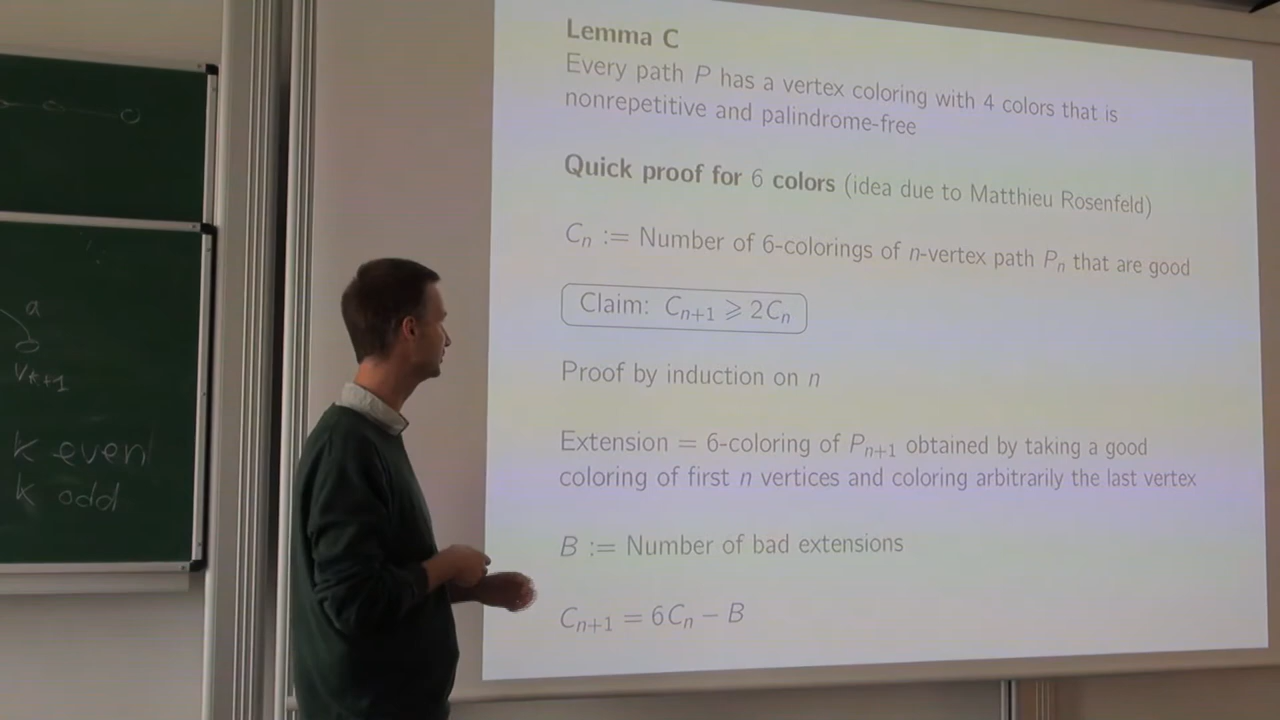 a
Vk+1
k even
k odd
Lemma C
Every path P has a vertex coloring with 4 colors that is
nonrepetitive and palindrome-free
Quick proof for 6 colors (idea due to Matthieu Rosenfeld)
Cn := Number of 6-colorings of n-vertex path Pn that are good
Claim: Cn+1 ⩾ 2Cn
Proof by induction on n
Extension = 6-coloring of Pn+1 obtained by taking a good
coloring of first n vertices and coloring arbitrarily the last vertex
B := Number of bad extensions
Cn+1 = 6Cn − B